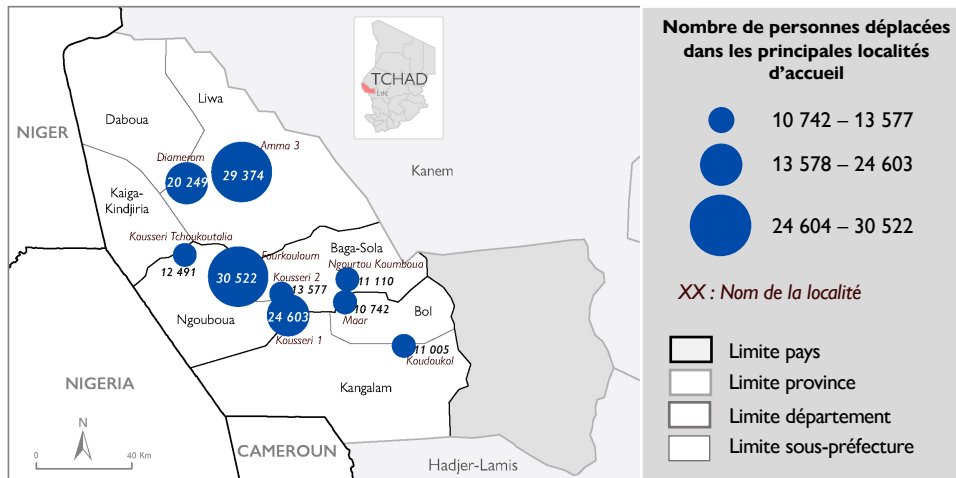 TCHAD
Lac
Liwa
Daboua
NIGER
Amma 3
Diamerom
29 374
20 249
Kanem
Kaiga-
Kindjiria
Kousseri Tchoukoutalia
12 491
Fourkouloum
30 522
Baga-Sola
Ngourtou Koumboua
11 110
Kousseri 2
13 577
10 742
Maar
Bol
Ngouboua
24 603
Kousseri 1
11 005
Koudoukol
Kangalam
NIGERIA
N
0
40 Km
CAMEROUN
Hadjer-Lamis
Nombre de personnes déplacées
dans les principales localités
d’accueil
10 742 – 13 577
13 578 – 24 603
24 604 – 30 522
XX : Nom de la localité
Limite pays
Limite province
Limite département
Limite sous-préfecture